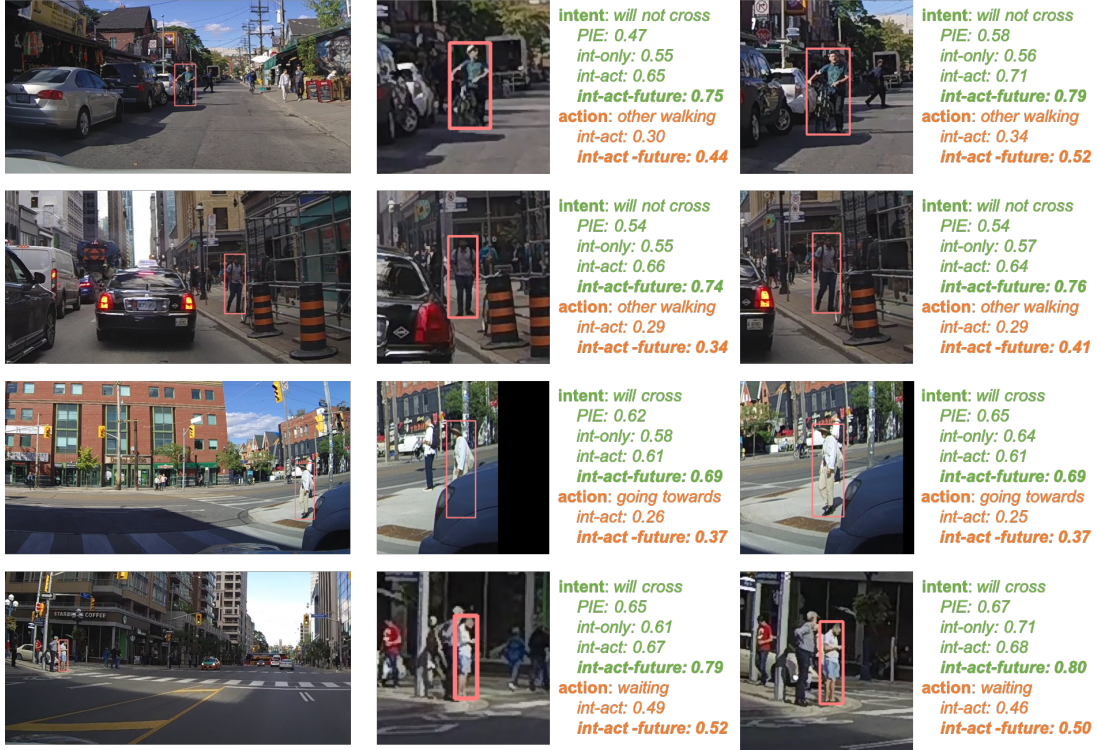 intent: will not cross
PIE: 0.47
int-only: 0.55
int-act: 0.65
int-act-future: 0.75
action: other walking
int-act: 0.30
int-act -future: 0.44
intent: will not cross
PIE: 0.58
int-only: 0.56
int-act: 0.71
int-act-future: 0.79
action: other walking
int-act: 0.34
int-act -future: 0.52
intent: will not cross
PIE: 0.54
int-only: 0.55
int-act: 0.66
int-act-future: 0.74
action: other walking
int-act: 0.29
int-act -future: 0.34
intent: will not cross
PIE: 0.54
int-only: 0.57
int-act: 0.64
int-act-future: 0.76
action: other walking
int-act: 0.29
int-act -future: 0.41
intent: will cross
PIE: 0.62
int-only: 0.58
int-act: 0.61
int-act-future: 0.69
action: going towards
int-act: 0.26
int-act -future: 0.37
intent: will cross
PIE: 0.65
int-only: 0.64
int-act: 0.61
int-act-future: 0.69
action: going towards
int-act: 0.25
int-act -future: 0.37
STARBUCKS COFFEE
intent: will cross
PIE: 0.65
int-only: 0.61
int-act: 0.67
int-act-future: 0.79
action: waiting
int-act: 0.49
int-act -future: 0.52
intent: will cross
PIE: 0.67
int-only: 0.71
int-act: 0.68
int-act-future: 0.80
action: waiting
int-act: 0.46
int-act -future: 0.50